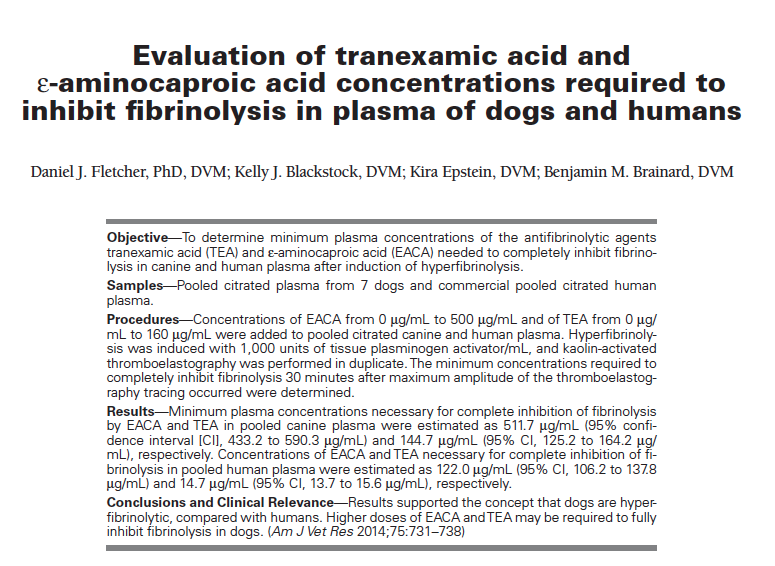 Evaluation of tranexamic acid and
ε-aminocaproic acid concentrations required to
inhibit fibrinolysis in plasma of dogs and humans
Daniel J. Fletcher, PhD, DVM; Kelly J. Blackstock, DVM; Kira Epstein, DVM; Benjamin M. Brainard, DVM
Objective—To determine minimum plasma concentrations of the antifibrinolytic agents
tranexamic acid (TEA) and ε-aminocaproic acid (EACA) needed to completely inhibit fibrino-
lysis in canine and human plasma after induction of hyperfibrinolysis.
Samples—Pooled citrated plasma from 7 dogs and commercial pooled citrated human
plasma.
Procedures—Concentrations of EACA from 0 μg/mL to 500 μg/mL and of TEA from 0 μg/
mL to 160 μg/mL were added to pooled citrated canine and human plasma. Hyperfibrinoly-
sis was induced with 1,000 units of tissue plasminogen activator/mL, and kaolin-activated
thromboelastography was performed in duplicate. The minimum concentrations required to
completely inhibit fibrinolysis 30 minutes after maximum amplitude of the thromboelastog-
raphy tracing occurred were determined.
Results—Minimum plasma concentrations necessary for complete inhibition of fibrinolysis
by EACA and TEA in pooled canine plasma were estimated as 511.7 μg/mL (95% confi-
dence interval [CI], 433.2 to 590.3 μg/mL) and 144.7 μg/mL (95% CI, 125.2 to 164.2 μg/
mL), respectively. Concentrations of EACA and TEA necessary for complete inhibition of fi-
brinolysis in pooled human plasma were estimated as 122.0 μg/mL (95% CI, 106.2 to 137.8
μg/mL) and 14.7 μg/mL (95% CI, 13.7 to 15.6 μg/mL), respectively.
Conclusions and Clinical Relevance—Results supported the concept that dogs are hyper-
fibrinolytic, compared with humans. Higher doses of EACA and TEA may be required to fully
inhibit fibrinolysis in dogs. (Am J Vet Res 2014;75:731–738)